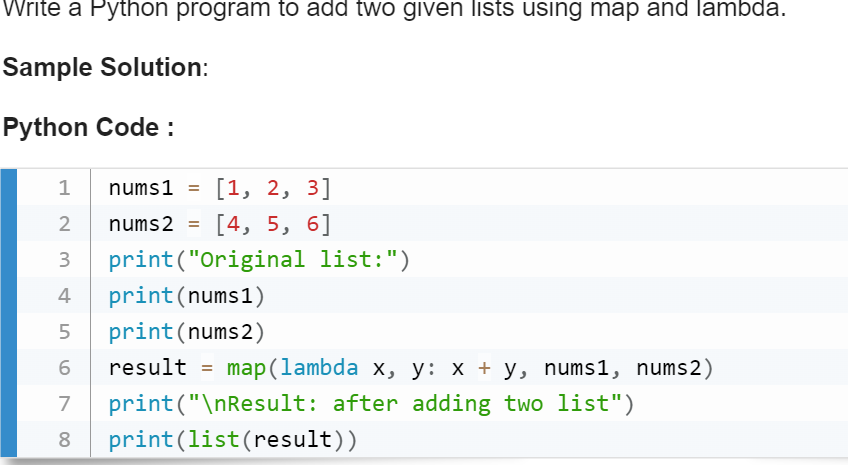 Write a Python program to add two given lists using map and lambda.
Sample Solution:
Python Code :
1 nums1 = [1, 2, 3]
2 nums2 = [4, 5, 6]
3 print("Original list:")
4 print(nums1)
5 print(nums2)
6 result = map(lambda x, y: x + y, nums1, nums2)
7 print("\nResult: after adding two list")
8 print(list(result))